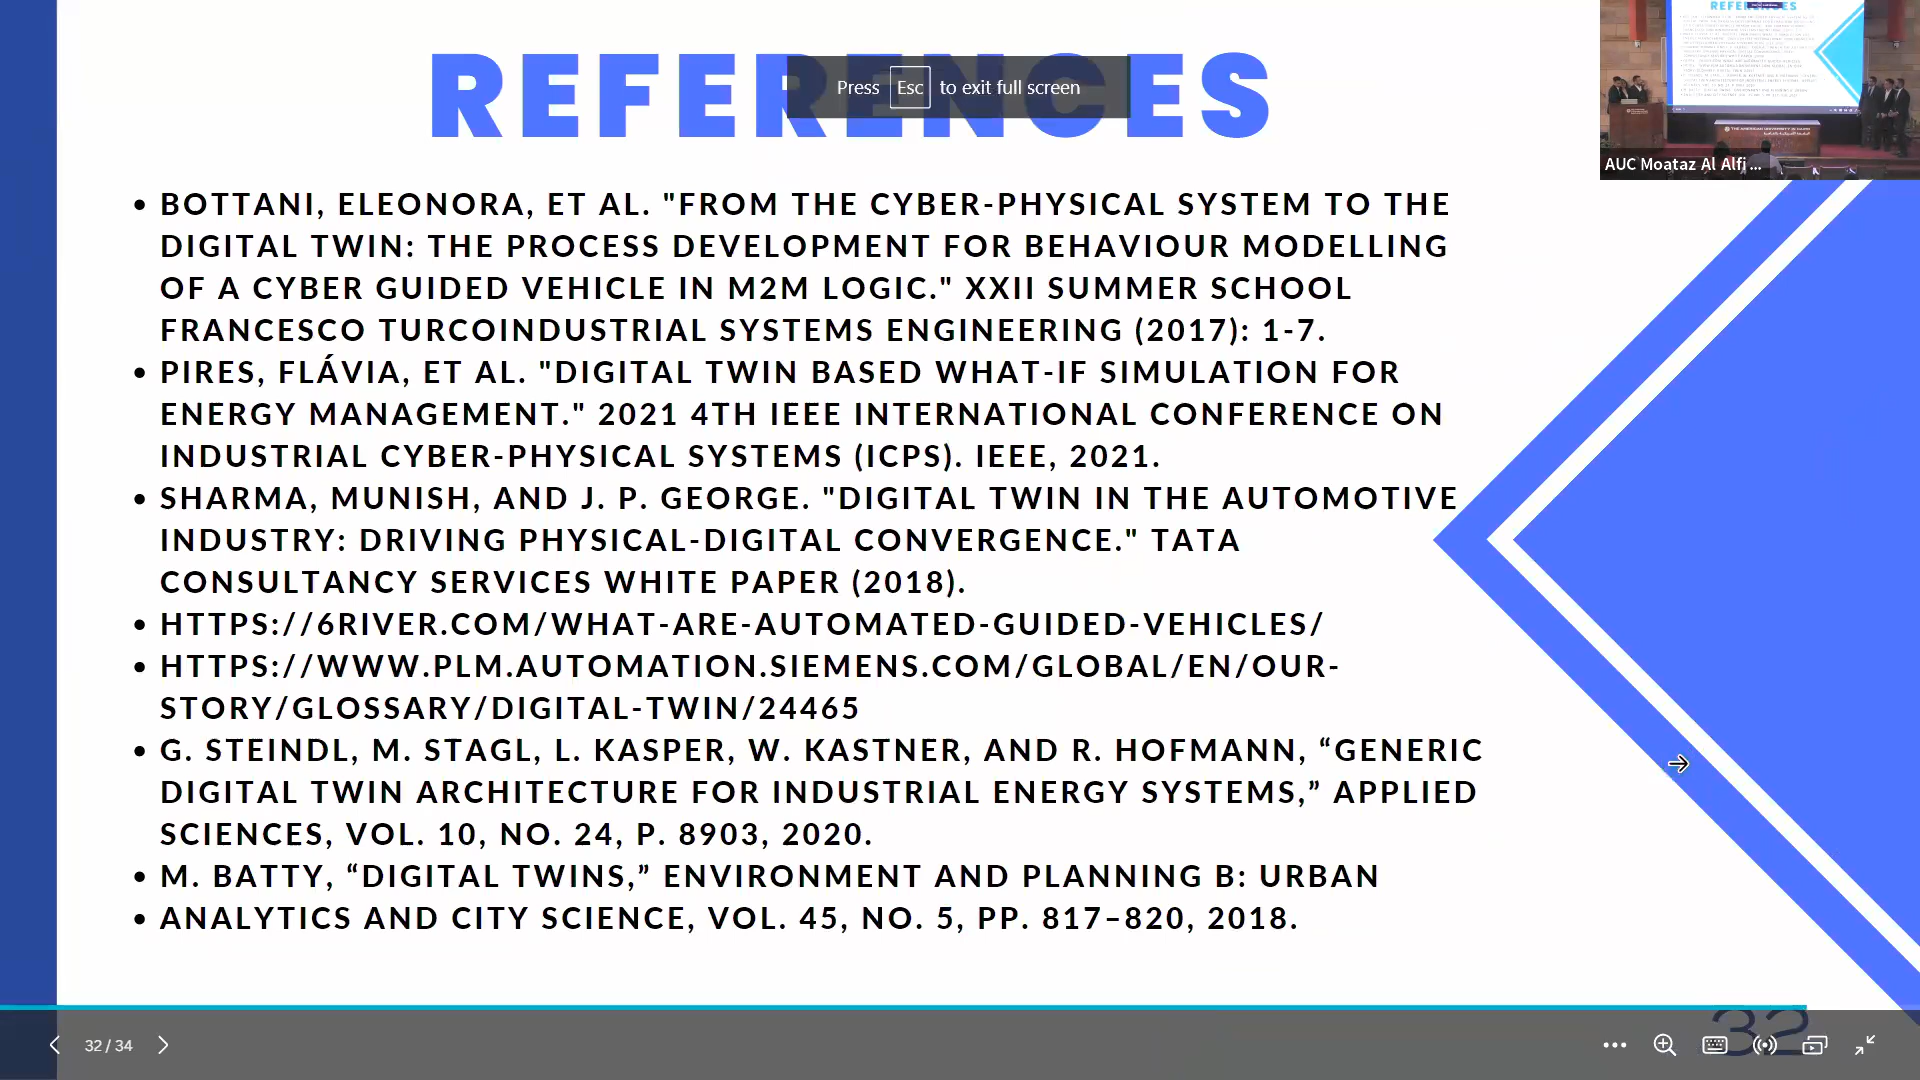 REFERENCES
Press Esc to exit full screen
REFERENCES
THE AMERICAN UNIVERSITY IN CAIRO
AUC Moataz Al Alfi ...
• BOTTANI, ELEONORA, ET AL. "FROM THE CYBER-PHYSICAL SYSTEM TO THE
DIGITAL TWIN: THE PROCESS DEVELOPMENT FOR BEHAVIOUR MODELLING
OF A CYBER GUIDED VEHICLE IN M2M LOGIC." XXII SUMMER SCHOOL
FRANCESCO TURCOINDUSTRIAL SYSTEMS ENGINEERING (2017): 1-7.
• PIRES, FLÁVIA, ET AL. "DIGITAL TWIN BASED WHAT-IF SIMULATION FOR
ENERGY MANAGEMENT." 2021 4TH IEEE INTERNATIONAL CONFERENCE ON
INDUSTRIAL CYBER-PHYSICAL SYSTEMS (ICPS). IEEE, 2021.
• SHARMA, MUNISH, AND J. P. GEORGE. "DIGITAL TWIN IN THE AUTOMOTIVE
INDUSTRY: DRIVING PHYSICAL-DIGITAL CONVERGENCE." TATA
CONSULTANCY SERVICES WHITE PAPER (2018).
• HTTPS://6RIVER.COM/WHAT-ARE-AUTOMATED-GUIDED-VEHICLES/
• HTTPS://WWW.PLM.AUTOMATION.SIEMENS.COM/GLOBAL/EN/OUR-
STORY/GLOSSARY/DIGITAL-TWIN/24465
• G. STEINDL, M. STAGL, L. KASPER, W. KASTNER, AND R. HOFMANN, “GENERIC
DIGITAL TWIN ARCHITECTURE FOR INDUSTRIAL ENERGY SYSTEMS,” APPLIED
SCIENCES, VOL. 10, NO. 24, P. 8903, 2020.
• M. BATTY, “DIGITAL TWINS,” ENVIRONMENT AND PLANNING B: URBAN
• ANALYTICS AND CITY SCIENCE, VOL. 45, NO. 5, PP. 817–820, 2018.
32
32 / 34